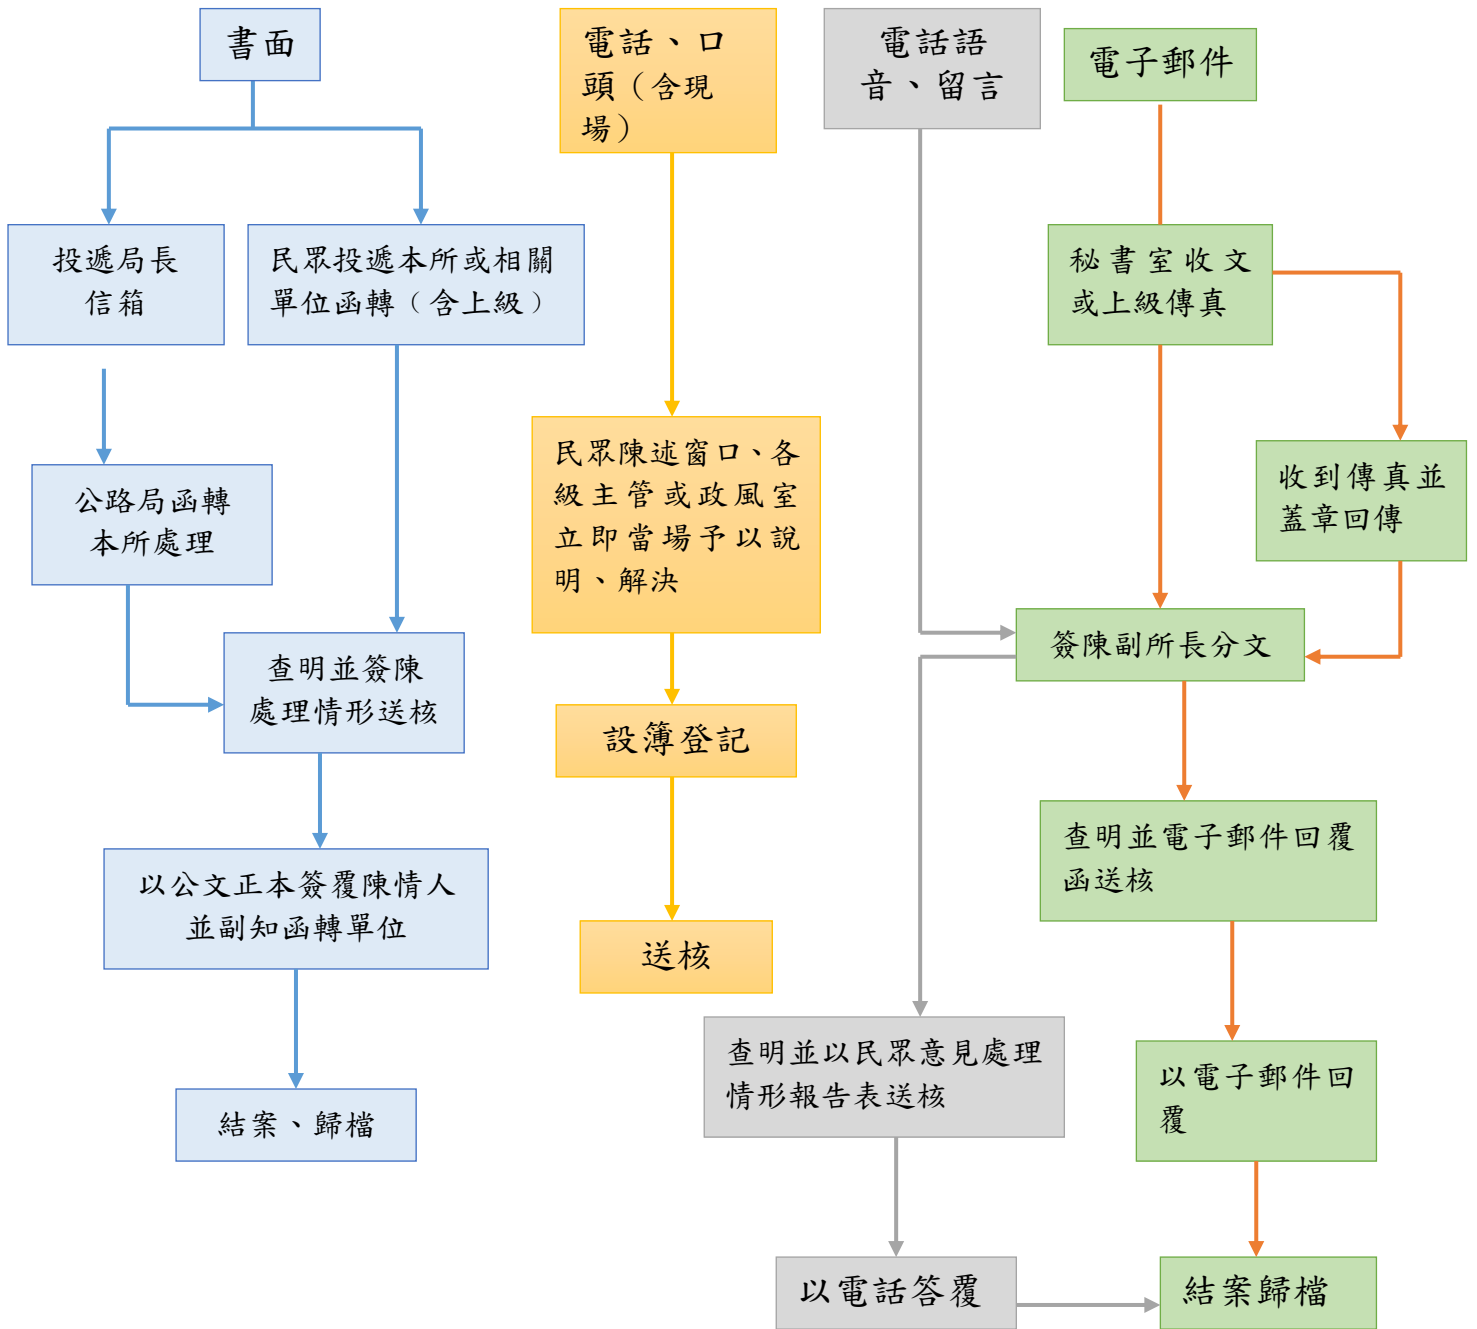 書面
電話、口
頭（含現
場）
電話語
音、留言
電子郵件
投遞局長
信箱
民眾投遞本所或相關
單位函轉（含上級）
秘書室收文
或上級傳真
公路局函轉
本所處理
民眾陳述窗口、各
級主管或政風室
立即當場予以說
明、解決
收到傳真並
蓋章回傳
查明並簽陳
處理情形送核
簽陳副所長分文
設簿登記
以公文正本簽覆陳情人
並副知函轉單位
查明並電子郵件回覆
函送核
送核
查明並以民眾意見處理
情形報告表送核
以電子郵件回
覆
結案、歸檔
以電話答覆
結案歸檔